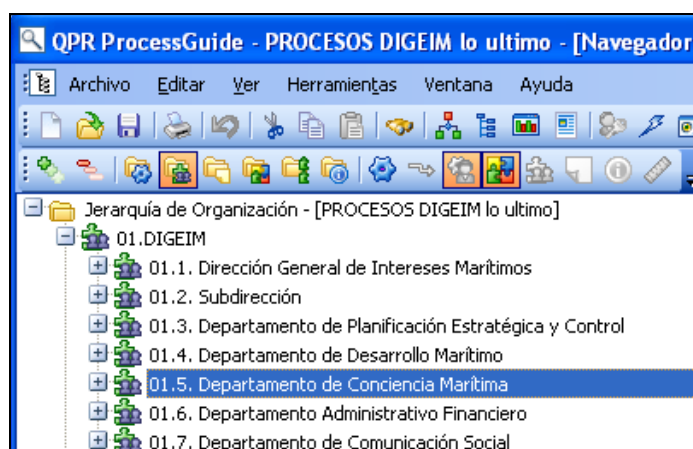 QPR ProcessGuide - PROCESOS DIGEIM lo ultimo - [Navegador
Archivo Editar Ver Herramientas Ventana Ayuda
Jerarquía de Organización - [PROCESOS DIGEIM lo ultimo]
01.DIGEIM
01.1. Dirección General de Intereses Marítimos
01.2. Subdirección
01.3. Departamento de Planificación Estratégica y Control
01.4. Departamento de Desarrollo Marítimo
01.5. Departamento de Conciencia Marítima
01.6. Departamento Administrativo Financiero
01.7. Departamento de Comunicación Social